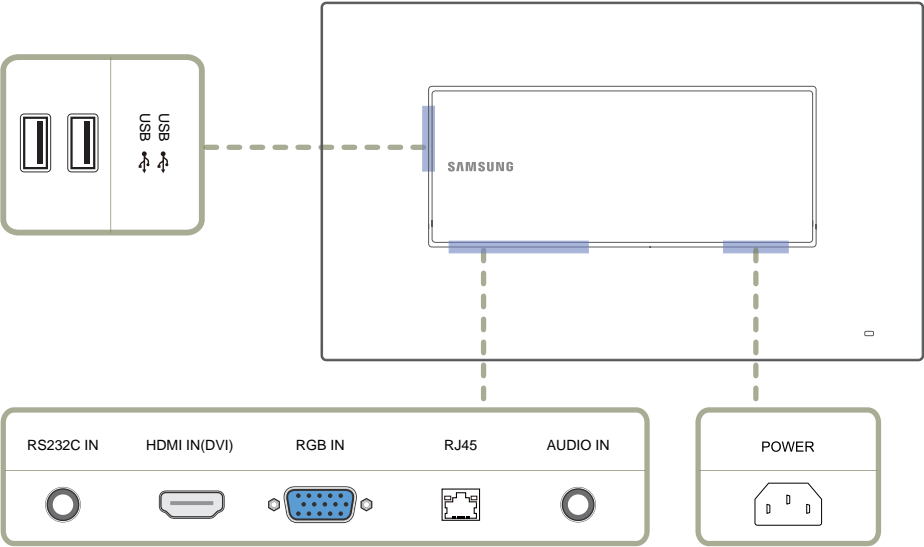 USB
USB
SAMSUNG
RS232C IN
HDMI IN(DVI)
RGB IN
RJ45
AUDIO IN
POWER